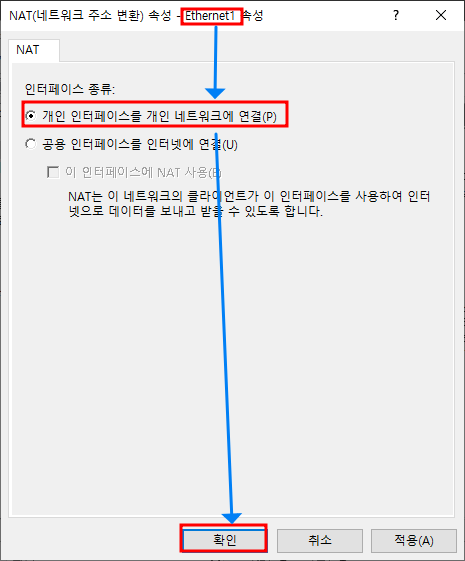 NAT(네트워크 주소 변환) 속성 - Ethernet1 속성
NAT
인터페이스 종류:
개인 인터페이스를 개인 네트워크에 연결(P)
공용 인터페이스를 인터넷에 연결(U)
이 인터페이스에 NAT 사용(E)
NAT는 이 네트워크의 클라이언트가 이 인터페이스를 사용하여 인터
넷으로 데이터를 보내고 받을 수 있도록 합니다.
확인 취소 적용(A)